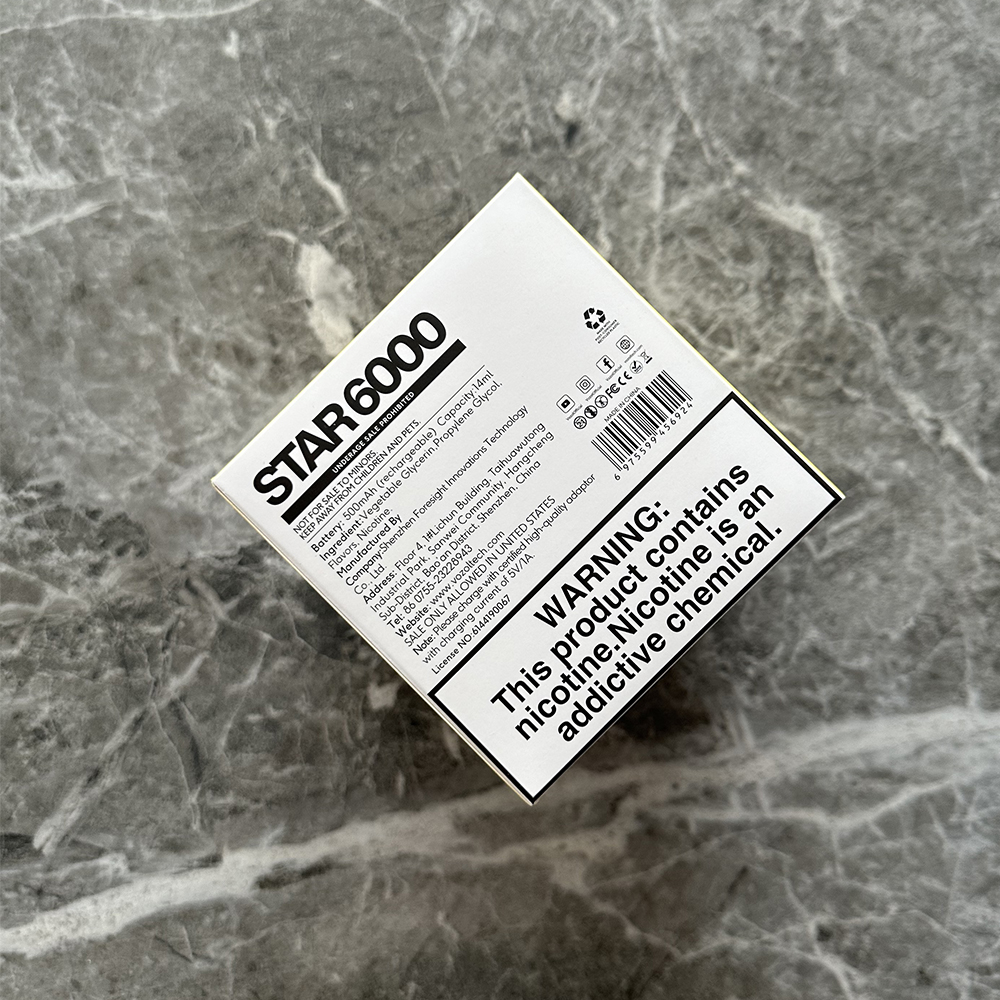 STAR 6000
UNDERAGE SALE PROHIBITED
NOT FOR SALE TO MINORS.
KEEP AWAY FROM CHILDREN AND PETS.
Battery: 500mAh (rechargeable) Capacity:14ml
Ingredient:Vegetable Glycerin,Propylene Glycol,
Flavors, Nicotine.
Manufactured By
Company:Shenzhen Foresight Innovations Technology
Co., Ltd.
Address: Floor 4, 1#Lichun Building, Taihuawutong
Industrial Park, Sanwei Community, Hangcheng
Sub-District, Bao'an District, Shenzhen, China
Tel: 86 0755-23228943
Website: www.vozoltech.com
SALE ONLY ALLOWED IN UNITED STATES
Note: Please charge with certified high-quality adaptor
with charging current of 5V/1A.
License NO.6144190067
FC CE
MADE IN CHINA
6 975599 456924
WARNING:
This product contains
nicotine.Nicotine is an
addictive chemical.